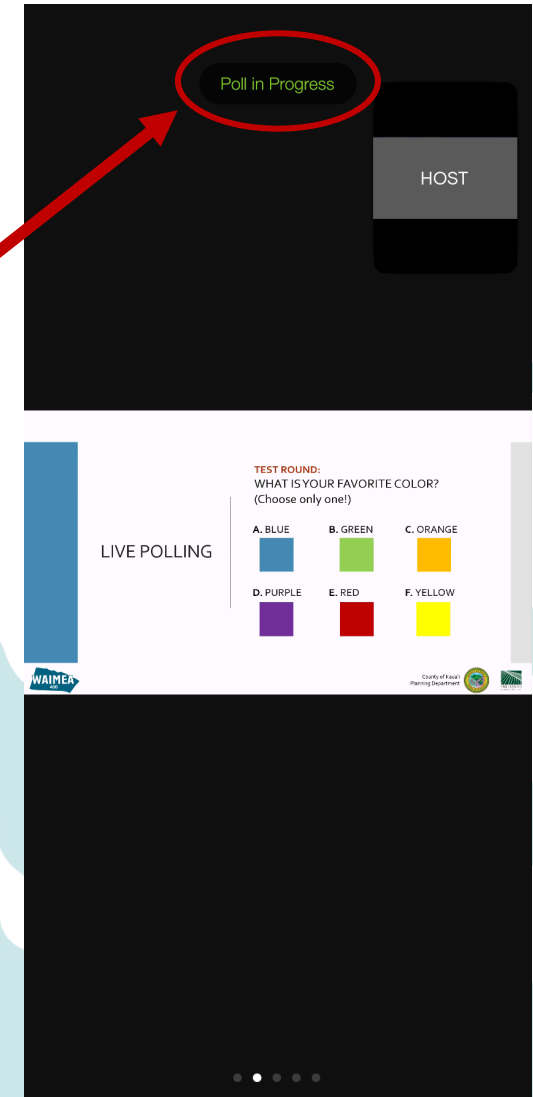 Poll in Progress
HOST
TEST ROUND:
WHAT IS YOUR FAVORITE COLOR?
(Choose only one!)
LIVE POLLING
A. BLUE B. GREEN C. ORANGE
D. PURPLE E. RED F. YELLOW
WAIMEA
400
County of Kaua'i
Planning Department